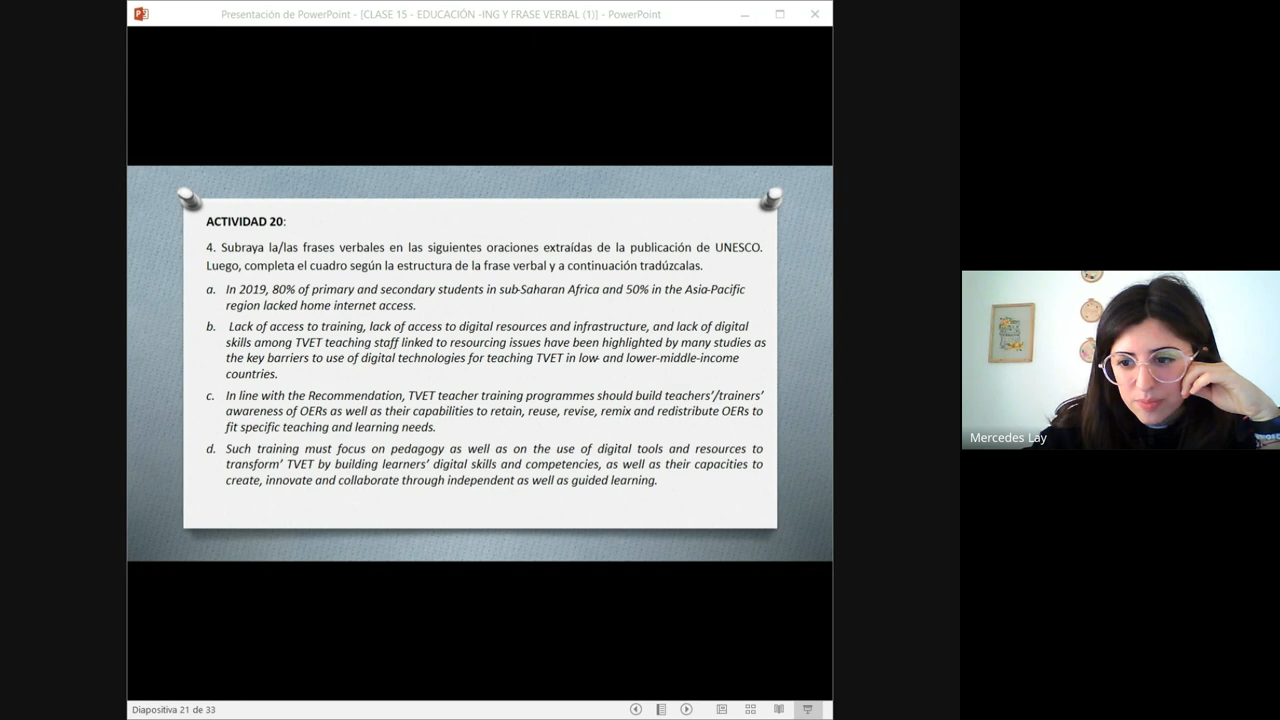 Presentación de PowerPoint - [CLASE 15 - EDUCACIÓN -ING Y FRASE VERBAL (1)] - PowerPoint
ACTIVIDAD 20:
4. Subraya la/las frases verbales en las siguientes oraciones extraídas de la publicación de UNESCO.
Luego, completa el cuadro según la estructura de la frase verbal y a continuación tradúzcalas.
a. In 2019, 80% of primary and secondary students in sub-Saharan Africa and 50% in the Asia-Pacific
region lacked home internet access.
b. Lack of access to training, lack of access to digital resources and infrastructure, and lack of digital
skills among TVET teaching staff linked to resourcing issues have been highlighted by many studies as
the key barriers to use of digital technologies for teaching TVET in low- and lower-middle-income
countries.
c. In line with the Recommendation, TVET teacher training programmes should build teachers’/trainers’
awareness of OERs as well as their capabilities to retain, reuse, revise, remix and redistribute OERs to
fit specific teaching and learning needs.
d. Such training must focus on pedagogy as well as on the use of digital tools and resources to
transform’ TVET by building learners’ digital skills and competencies, as well as their capacities to
create, innovate and collaborate through independent as well as guided learning.
Mercedes Lay
Diapositiva 21 de 33